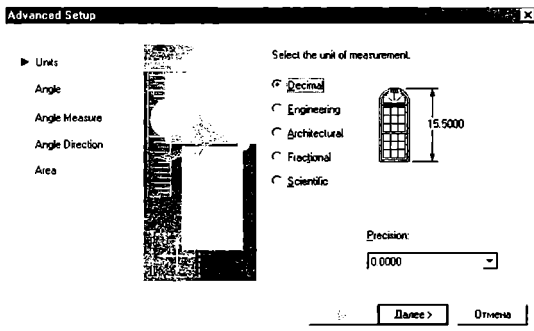 Advanced Setup
Units
Angle
Angle Measure
Angle Direction
Area
Select the unit of measurement.
Decimal
Engineering
Architectural
Fractional
Scientific
15.5000
Precision:
0.0000
Далее >
Отмена